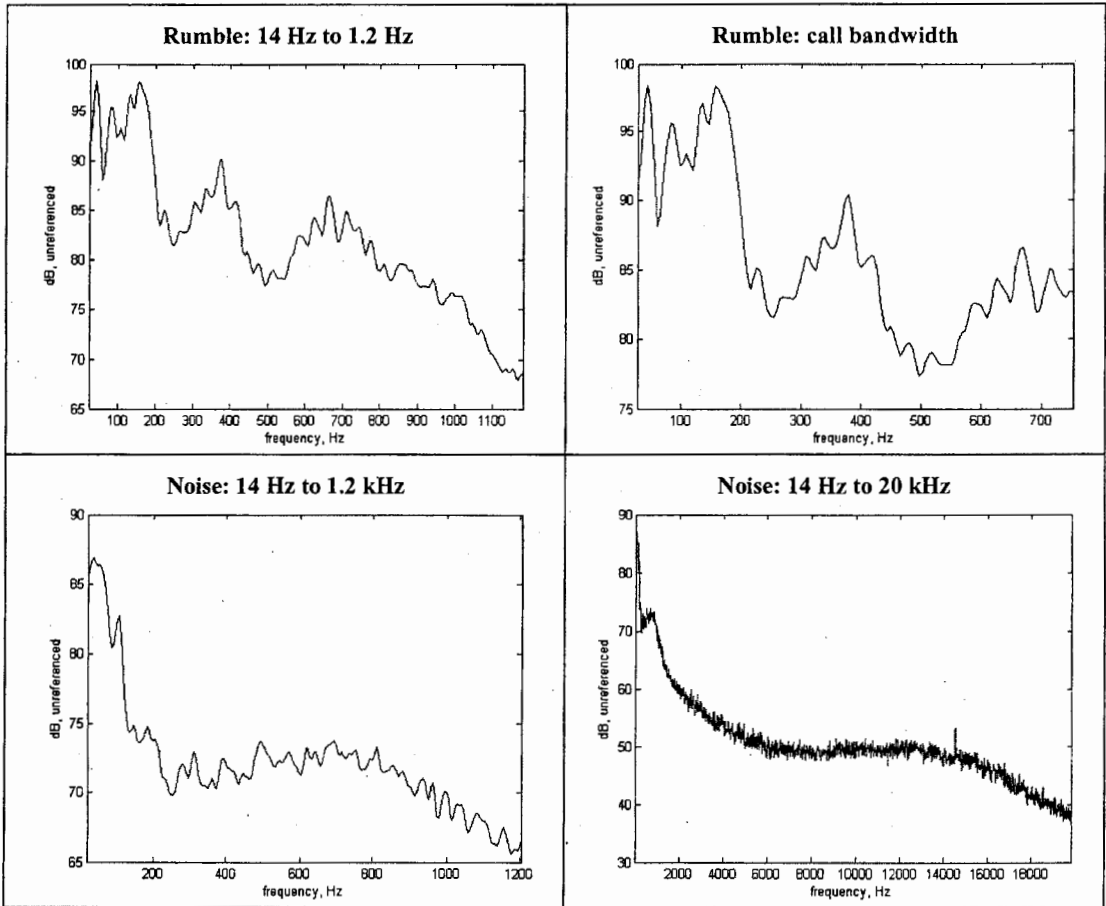 Rumble: 14 Hz to 1.2 Hz
100
95
90
85
80
75
70
65
dB, unreferenced
100 200 300 400 500 600 700 800 900 1000 1100
frequency, Hz
Rumble: call bandwidth
100
95
90
85
80
75
dB, unreferenced
100 200 300 400 500 600 700
frequency, Hz
Noise: 14 Hz to 1.2 kHz
90
85
80
75
70
65
dB, unreferenced
200 400 600 800 1000 1200
frequency, Hz
Noise: 14 Hz to 20 kHz
90
80
70
60
50
40
30
dB, unreferenced
2000 4000 6000 8000 10000 12000 14000 16000 18000
frequency, Hz